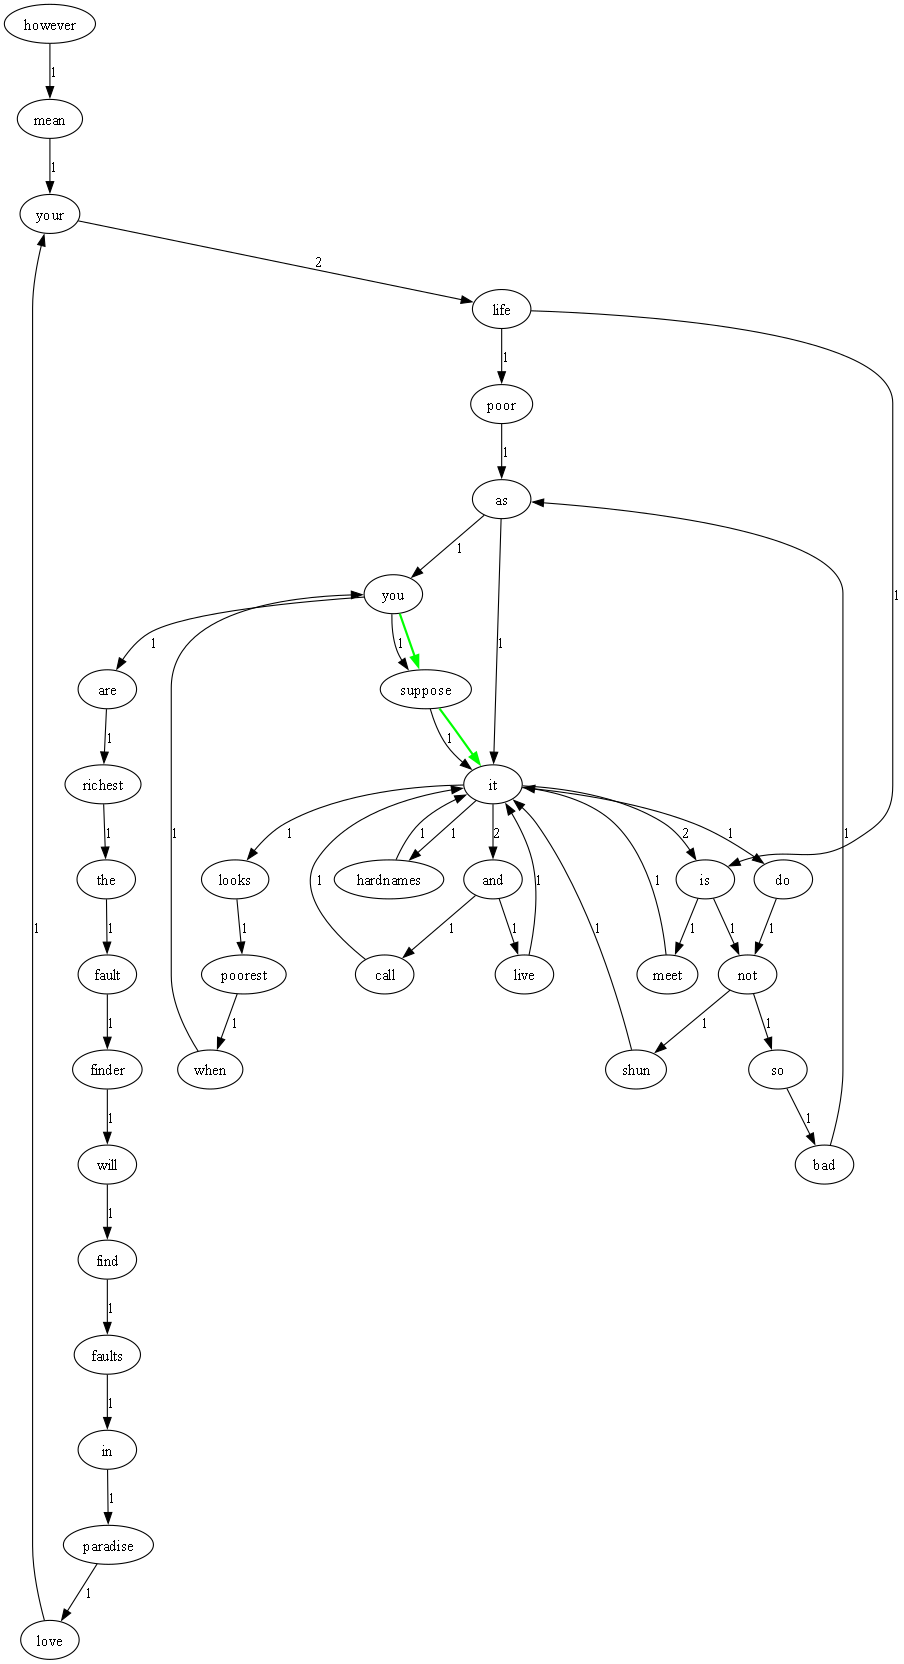 however
1
mean
1
your
2
life
1
poor
1
1
as
1
you
1
1
1
1
are
suppose
1
1
richest
it
1
1
1
1
2
2
1
1
the
looks
hardnames
and
is
do
1
1
1
1
1
1
1
1
1
1
1
fault
poorest
call
live
meet
not
1
1
1
1
1
finder
when
shun
so
1
1
will
bad
1
find
1
faults
1
in
1
paradise
1
love